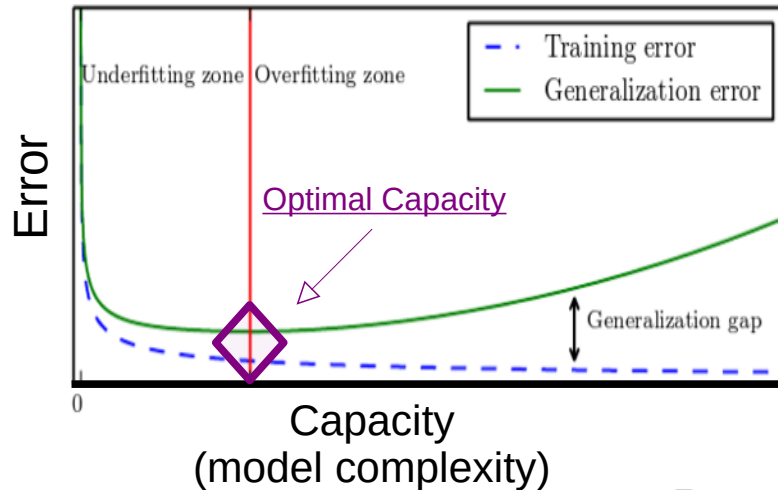 Training error
Generalization error
Underfitting zone
Overfitting zone
Optimal Capacity
Error
Generalization gap
0
Capacity
(model complexity)